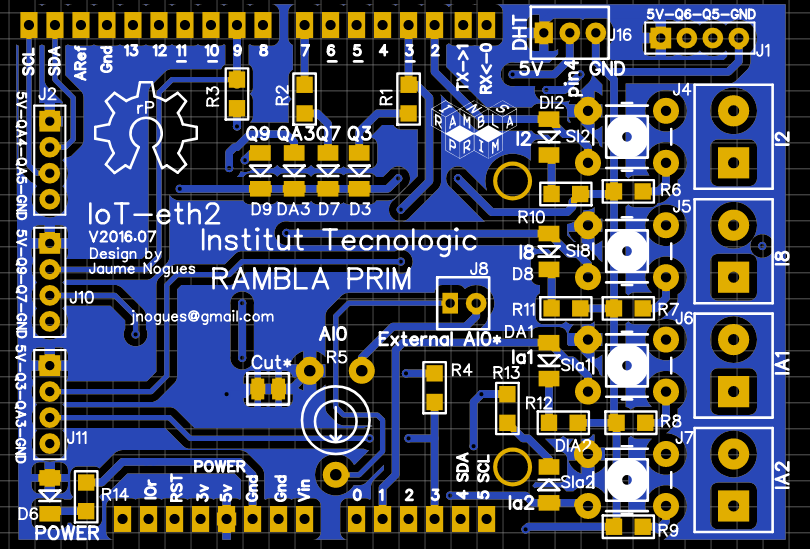 SCL
SDA
ARef
Gnd
13
12
11
10
9
8
7
6
5
4
3
2
TX->1
RX<-0
DHT
J16
5V
pin4
GND
5V-Q6-Q5-GND
J1
J2
5V-QA4-QA5-GND
rP
R3
R2
R1
INS
RAMBLA
PRIM
Q9
QA3
Q7
Q3
D9
DA3
D7
D3
DI2
I2
SI2
J4
I2
R6
R10
IoT-eth2
V2016.07
Design by
Jaume Nogues
Institut Tecnologic
RAMBLA PRIM
jnogues@gmail.com
5V-Q9-Q7-GND
J10
I8
SI8
D8
J5
I8
R11
R7
J8
External AI0*
AI0
R5
Cut*
DA1
Ia1
SIa1
J6
IA1
R4
R13
R12
R8
5V-Q3-QA3-GND
J11
DIA2
SIa2
Ia2
J7
IA2
R9
D6
R14
POWER
POWER
IOr
RST
3v
5v
Gnd
Gnd
Vin
0
1
2
3
4 SDA
5 SCL